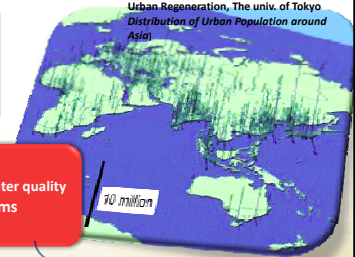 Urban Regeneration, The univ. of Tokyo
Distribution of Urban Population around
Asia]
ter quality
ms
10 million